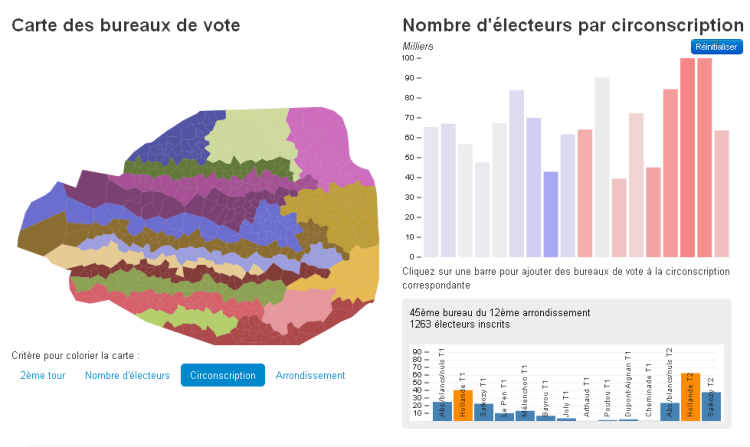 Carte des bureaux de vote
Critère pour colorier la carte :
2ème tour
Nombre d'électeurs
Circonscription
Arrondissement
Nombre d'électeurs par circonscription
Milliers
Réinitialiser
100
90
80
70
60
50
40
30
20
10
0
Cliquez sur une barre pour ajouter des bureaux de vote à la circonscription
correspondante
45ème bureau du 12ème arrondissement
1263 électeurs inscrits
90
80
70
60
50
40
30
20
10
Abs/blancs/nuls T1
Hollande T1
Sarkozy T1
Le Pen T1
Mélenchon T1
Bayrou T1
Joly T1
Arthaud T1
Poutou T1
Dupont-Aignan T1
Cheminade T1
Abs/blancs/nuls T2
Hollande T2
Sarkozy T2